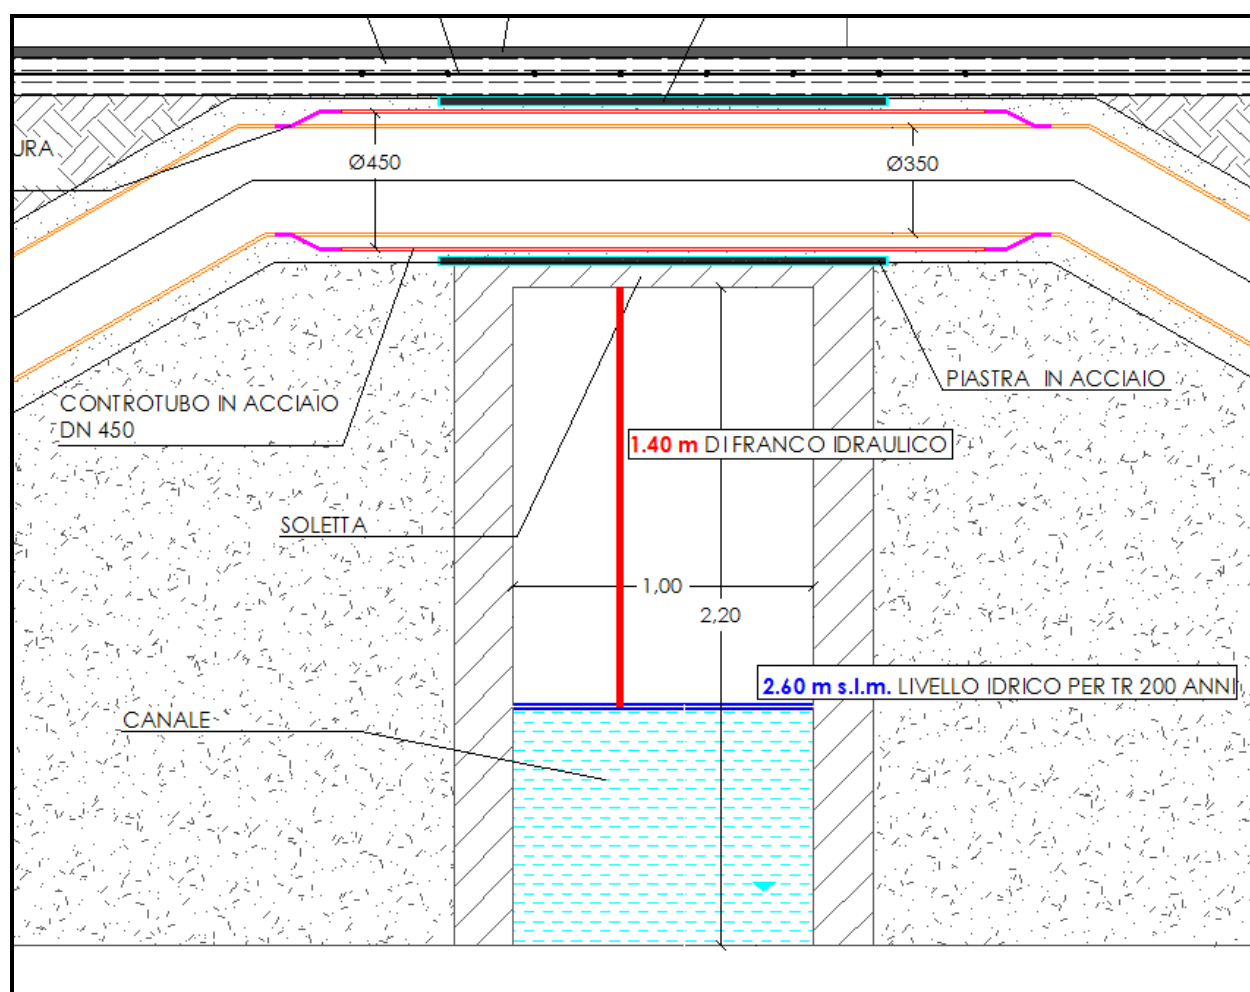 URA
Ø450
Ø350
PIASTRA IN ACCIAIO
CONTROTUBO IN ACCIAIO
DN 450
1.40 m DI FRANCO IDRAULICO
SOLETTA
1,00
2,20
2.60 m s.l.m. LIVELLO IDRICO PER TR 200 ANNI
CANALE